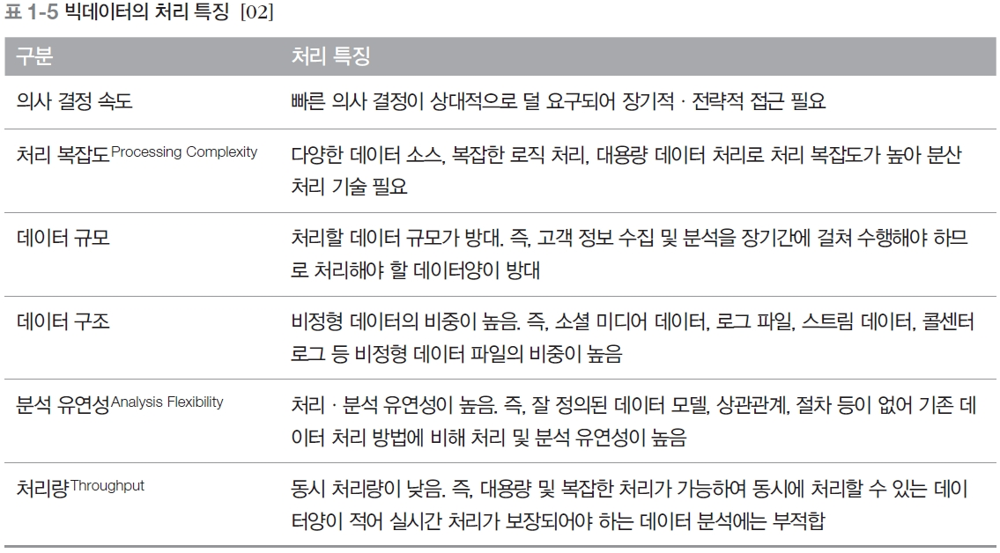 표 1-5 빅데이터의 처리 특징 [02]
구분 처리 특징
의사 결정 속도 빠른 의사 결정이 상대적으로 덜 요구되어 장기적 · 전략적 접근 필요
처리 복잡도Processing Complexity 다양한 데이터 소스, 복잡한 로직 처리, 대용량 데이터 처리로 처리 복잡도가 높아 분산
처리 기술 필요
데이터 규모 처리할 데이터 규모가 방대. 즉, 고객 정보 수집 및 분석을 장기간에 걸쳐 수행해야 하므
로 처리해야 할 데이터양이 방대
데이터 구조 비정형 데이터의 비중이 높음. 즉, 소셜 미디어 데이터, 로그 파일, 스트림 데이터, 콜센터
로그 등 비정형 데이터 파일의 비중이 높음
분석 유연성Analysis Flexibility 처리 · 분석 유연성이 높음. 즉, 잘 정의된 데이터 모델, 상관관계, 절차 등이 없어 기존 데
이터 처리 방법에 비해 처리 및 분석 유연성이 높음
처리량Throughput 동시 처리량이 낮음. 즉, 대용량 및 복잡한 처리가 가능하여 동시에 처리할 수 있는 데이
터양이 적어 실시간 처리가 보장되어야 하는 데이터 분석에는 부적합